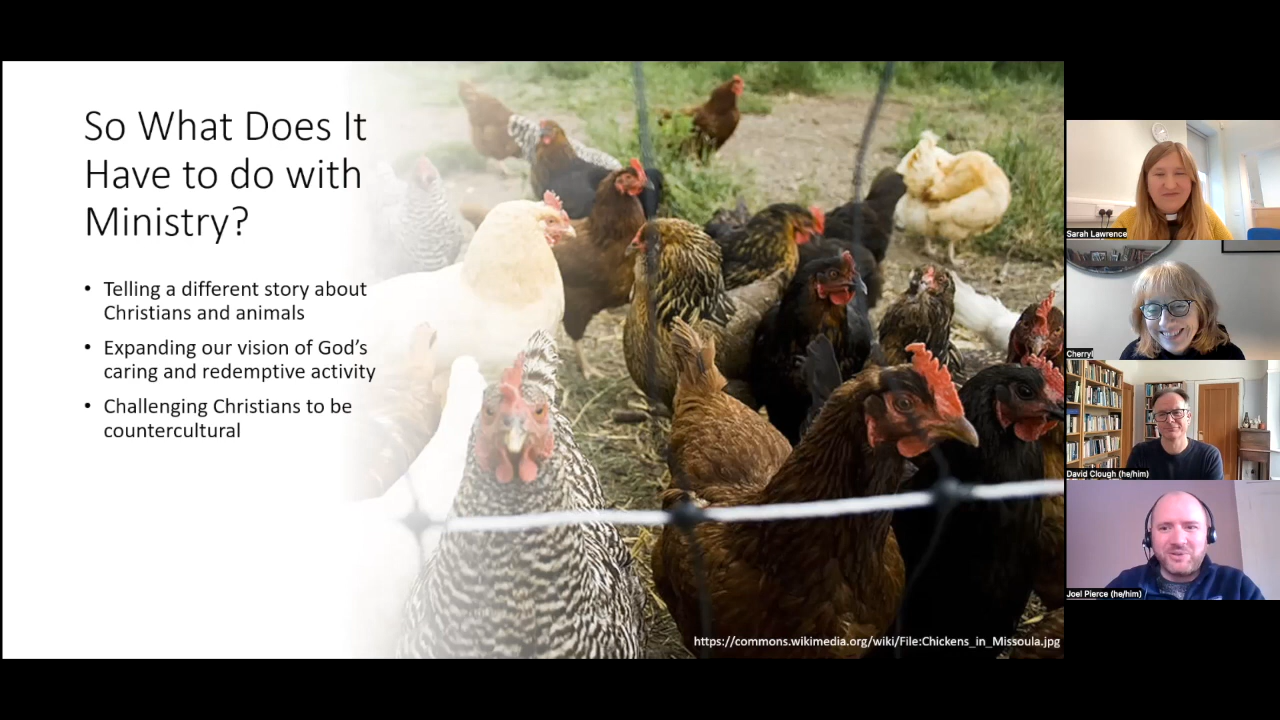 So What Does It
Have to do with
Ministry?
• Telling a different story about
Christians and animals
• Expanding our vision of God's
caring and redemptive activity
• Challenging Christians to be
countercultural
https://commons.wikimedia.org/wiki/File:Chickens_in_Missoula.jpg
Sarah Lawrence
Cherryl
David Clough (he/him)
Joel Pierce (he/him)